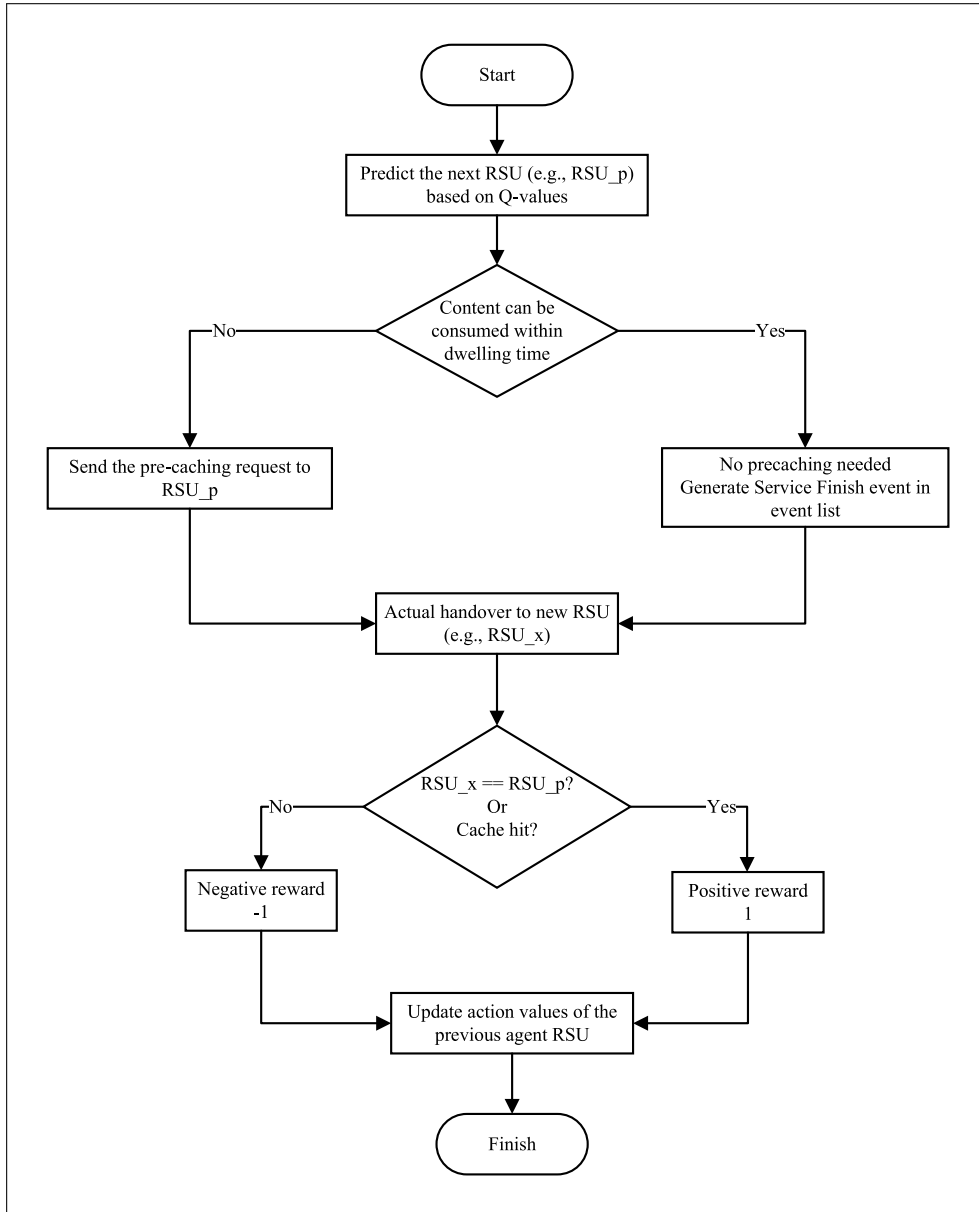 Start
Predict the next RSU (e.g., RSU_p)
based on Q-values
Content can be
consumed within
dwelling time
No
Yes
Send the pre-caching request to
RSU_p
No precaching needed
Generate Service Finish event in
event list
Actual handover to new RSU
(e.g., RSU_x)
RSU_x == RSU_p?
Or
Cache hit?
No
Yes
Negative reward
-1
Positive reward
1
Update action values of the
previous agent RSU
Finish